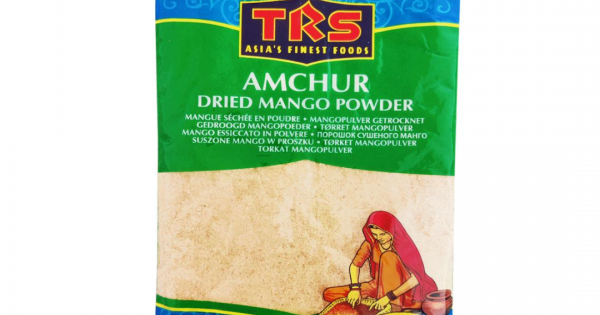 TRS
ASIA'S FINEST FOODS
AMCHUR
DRIED MANGO POWDER
MANGUE SÉCHÉE EN POUDRE • MANGOPULVER GETROCKNET
GEDROOGD MANGOPOEDER • TØRRET MANGOPULVER
MANGO ESSICCATO IN POLVERE • ПОРОШОК СУШЕНОГО МАНГО
SUSZONE MANGO W PROSZKU • TØRKET MANGOPULVER
TORKAT MANGOPULVER